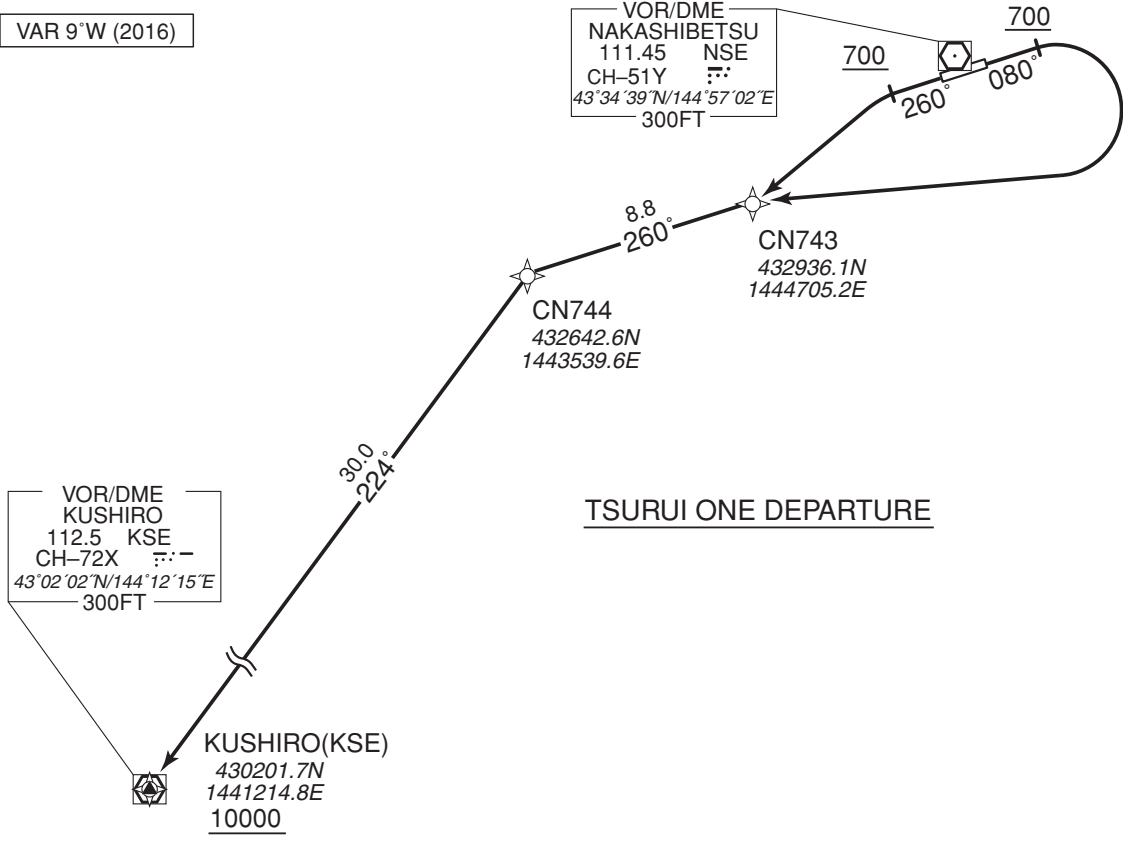 VAR 9°W (2016)
VOR/DME
NAKASHIBETSU
111.45 NSE
CH–51Y
43°34´39˝N/144°57´02˝E
300FT
700
700
260°
080°
8.8
260°
CN743
432936.1N
1444705.2E
CN744
432642.6N
1443539.6E
30.0
224°
TSURUI ONE DEPARTURE
VOR/DME
KUSHIRO
112.5 KSE
CH–72X
43°02´02˝N/144°12´15˝E
300FT
KUSHIRO(KSE)
430201.7N
1441214.8E
10000